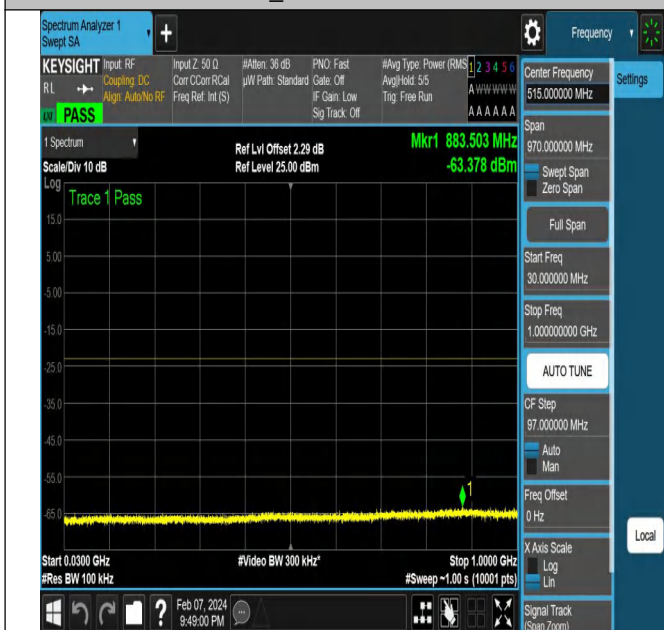 Spectrum Analyzer 1
Swept SA
Frequency
KEYSIGHT
RL
PASS
Input: RF
Coupling: DC
Align: Auto/No RF
Input Z: 50 Ω
Corr CCorr RCal
Freq Ref: Int (S)
#Atten: 36 dB
µW Path: Standard
PNO: Fast
Gate: Off
IF Gain: Low
Sig Track: Off
#Avg Type: Power (RMS
Avg|Hold: 5/5
Trig: Free Run
1 2 3 4 5 6
A W W W W W
A A A A A A
1 Spectrum
Scale/Div 10 dB
Ref Lvl Offset 2.29 dB
Ref Level 25.00 dBm
Mkr1 883.503 MHz
-63.378 dBm
Log
Trace 1 Pass
15.0
5.00
-5.00
-15.0
-25.0
-35.0
-45.0
-55.0
-65.0
1
Start 0.0300 GHz
#Res BW 100 kHz
#Video BW 300 kHz*
Stop 1.0000 GHz
#Sweep ~1.00 s (10001 pts)
Feb 07, 2024
9:49:00 PM
Center Frequency
515.000000 MHz
Settings
Span
970.000000 MHz
Swept Span
Zero Span
Full Span
Start Freq
30.000000 MHz
Stop Freq
1.000000000 GHz
AUTO TUNE
CF Step
97.000000 MHz
Auto
Man
Freq Offset
0 Hz
Local
X Axis Scale
Log
Lin
Signal Track
(Span Zoom)